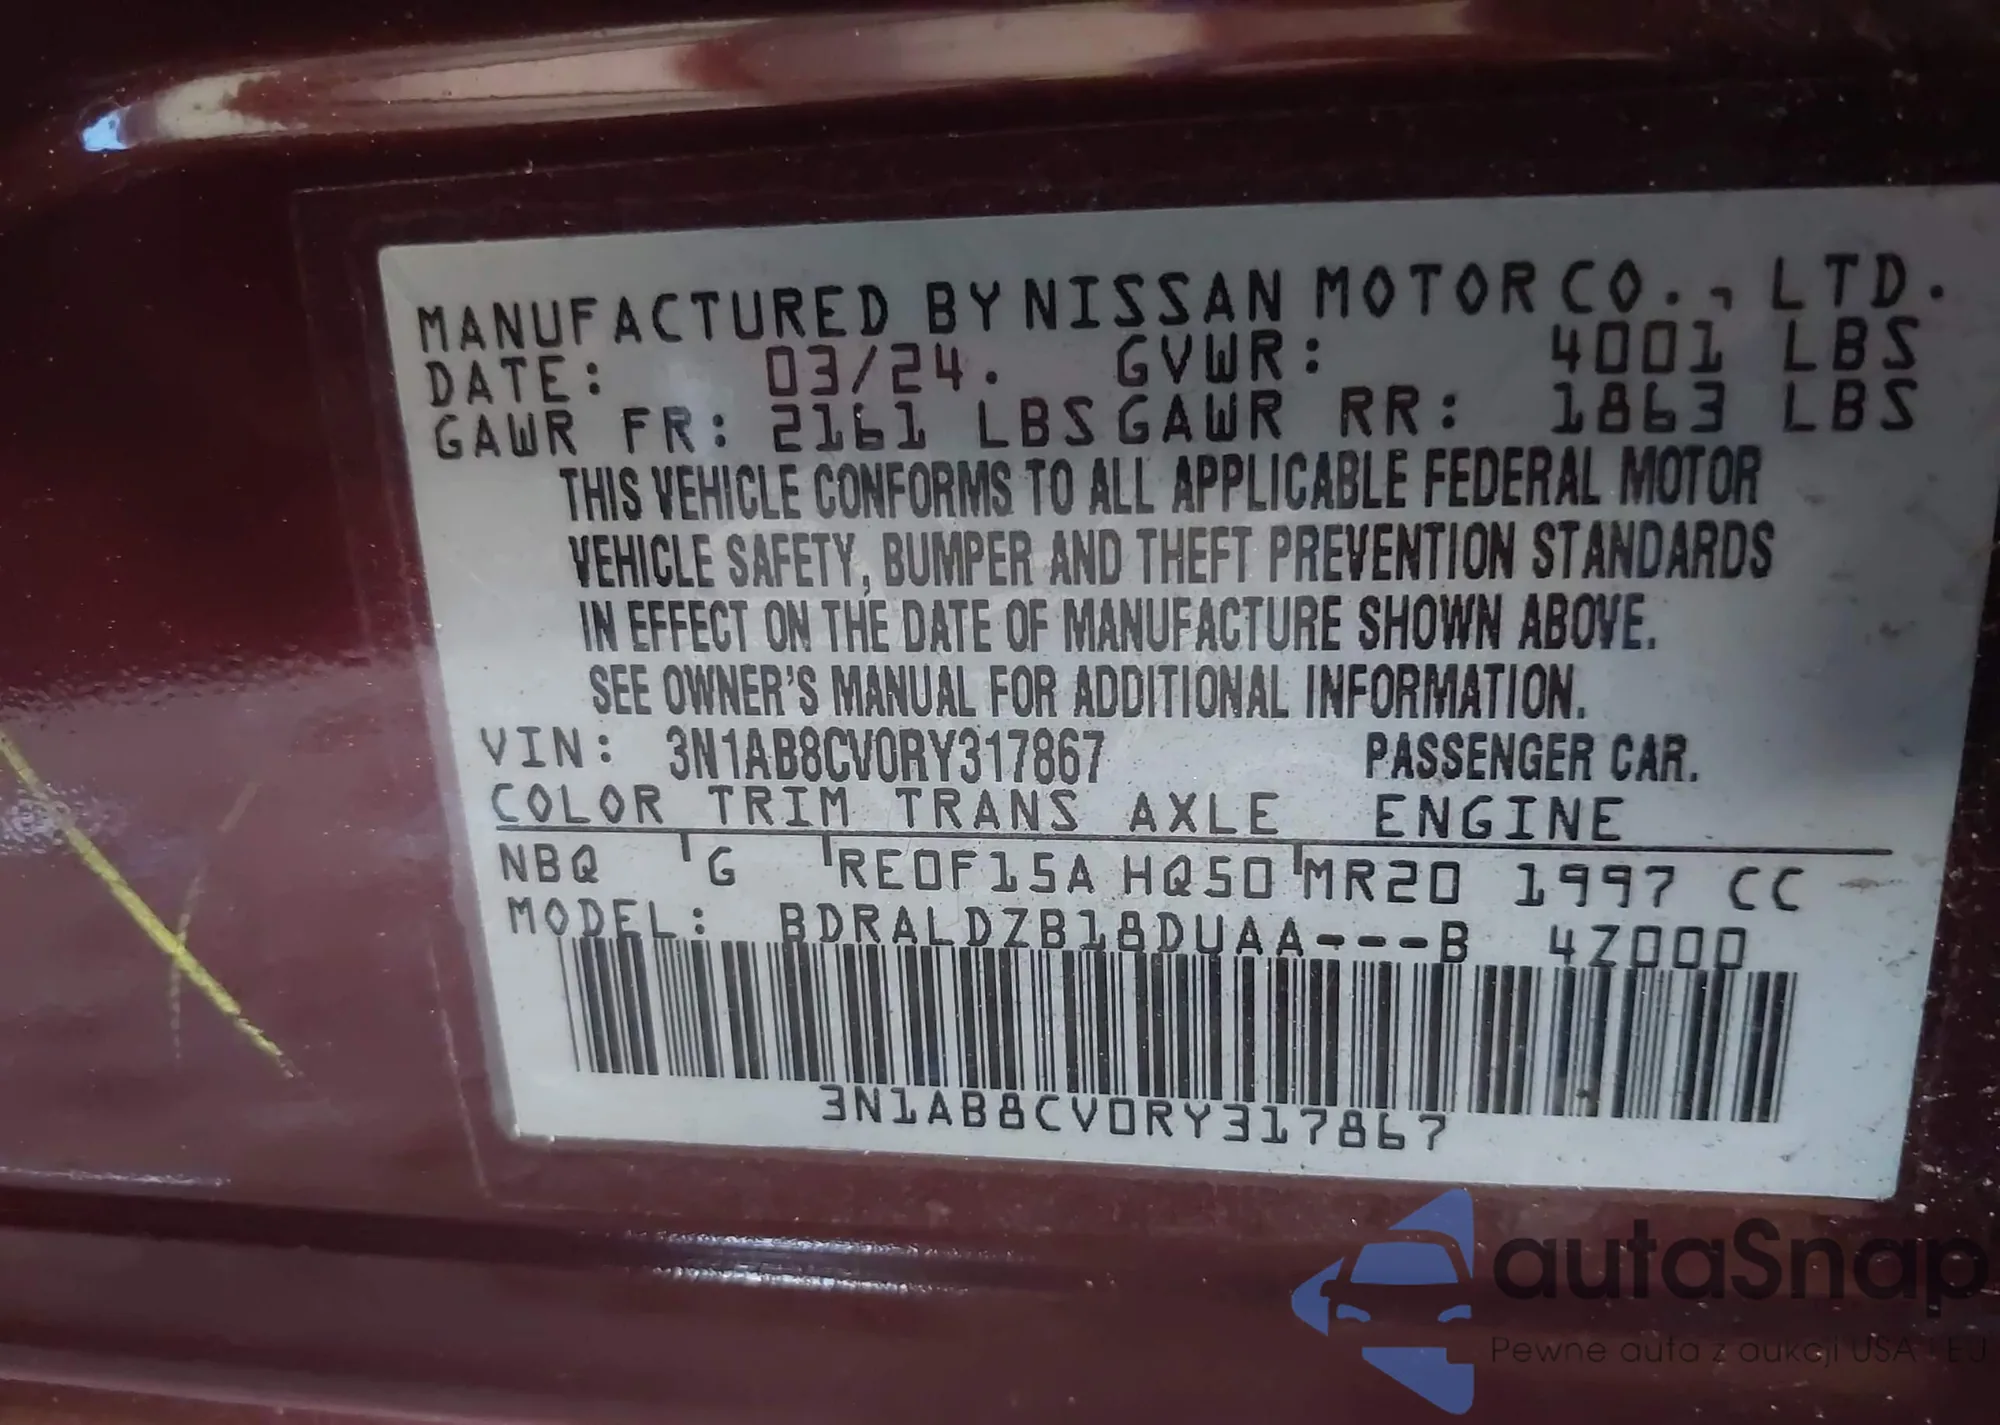 MANUFACTURED BY NISSAN MOTOR CO., LTD.
DATE: 03/24. GVWR: 4001 LBS
GAWR FR: 2161 LBS GAWR RR: 1863 LBS
THIS VEHICLE CONFORMS TO ALL APPLICABLE FEDERAL MOTOR
VEHICLE SAFETY, BUMPER AND THEFT PREVENTION STANDARDS
IN EFFECT ON THE DATE OF MANUFACTURE SHOWN ABOVE.
SEE OWNER'S MANUAL FOR ADDITIONAL INFORMATION.
VIN: 3N1AB8CV0RY317867 PASSENGER CAR.
COLOR TRIM TRANS AXLE ENGINE
NBQ G RE0F15A HQ50 MR20 1997 CC
MODEL: BDRALDZB18DUAA---B 4Z000
3N1AB8CV0RY317867
autaSnap
Pewne auta z aukcji USA i EU